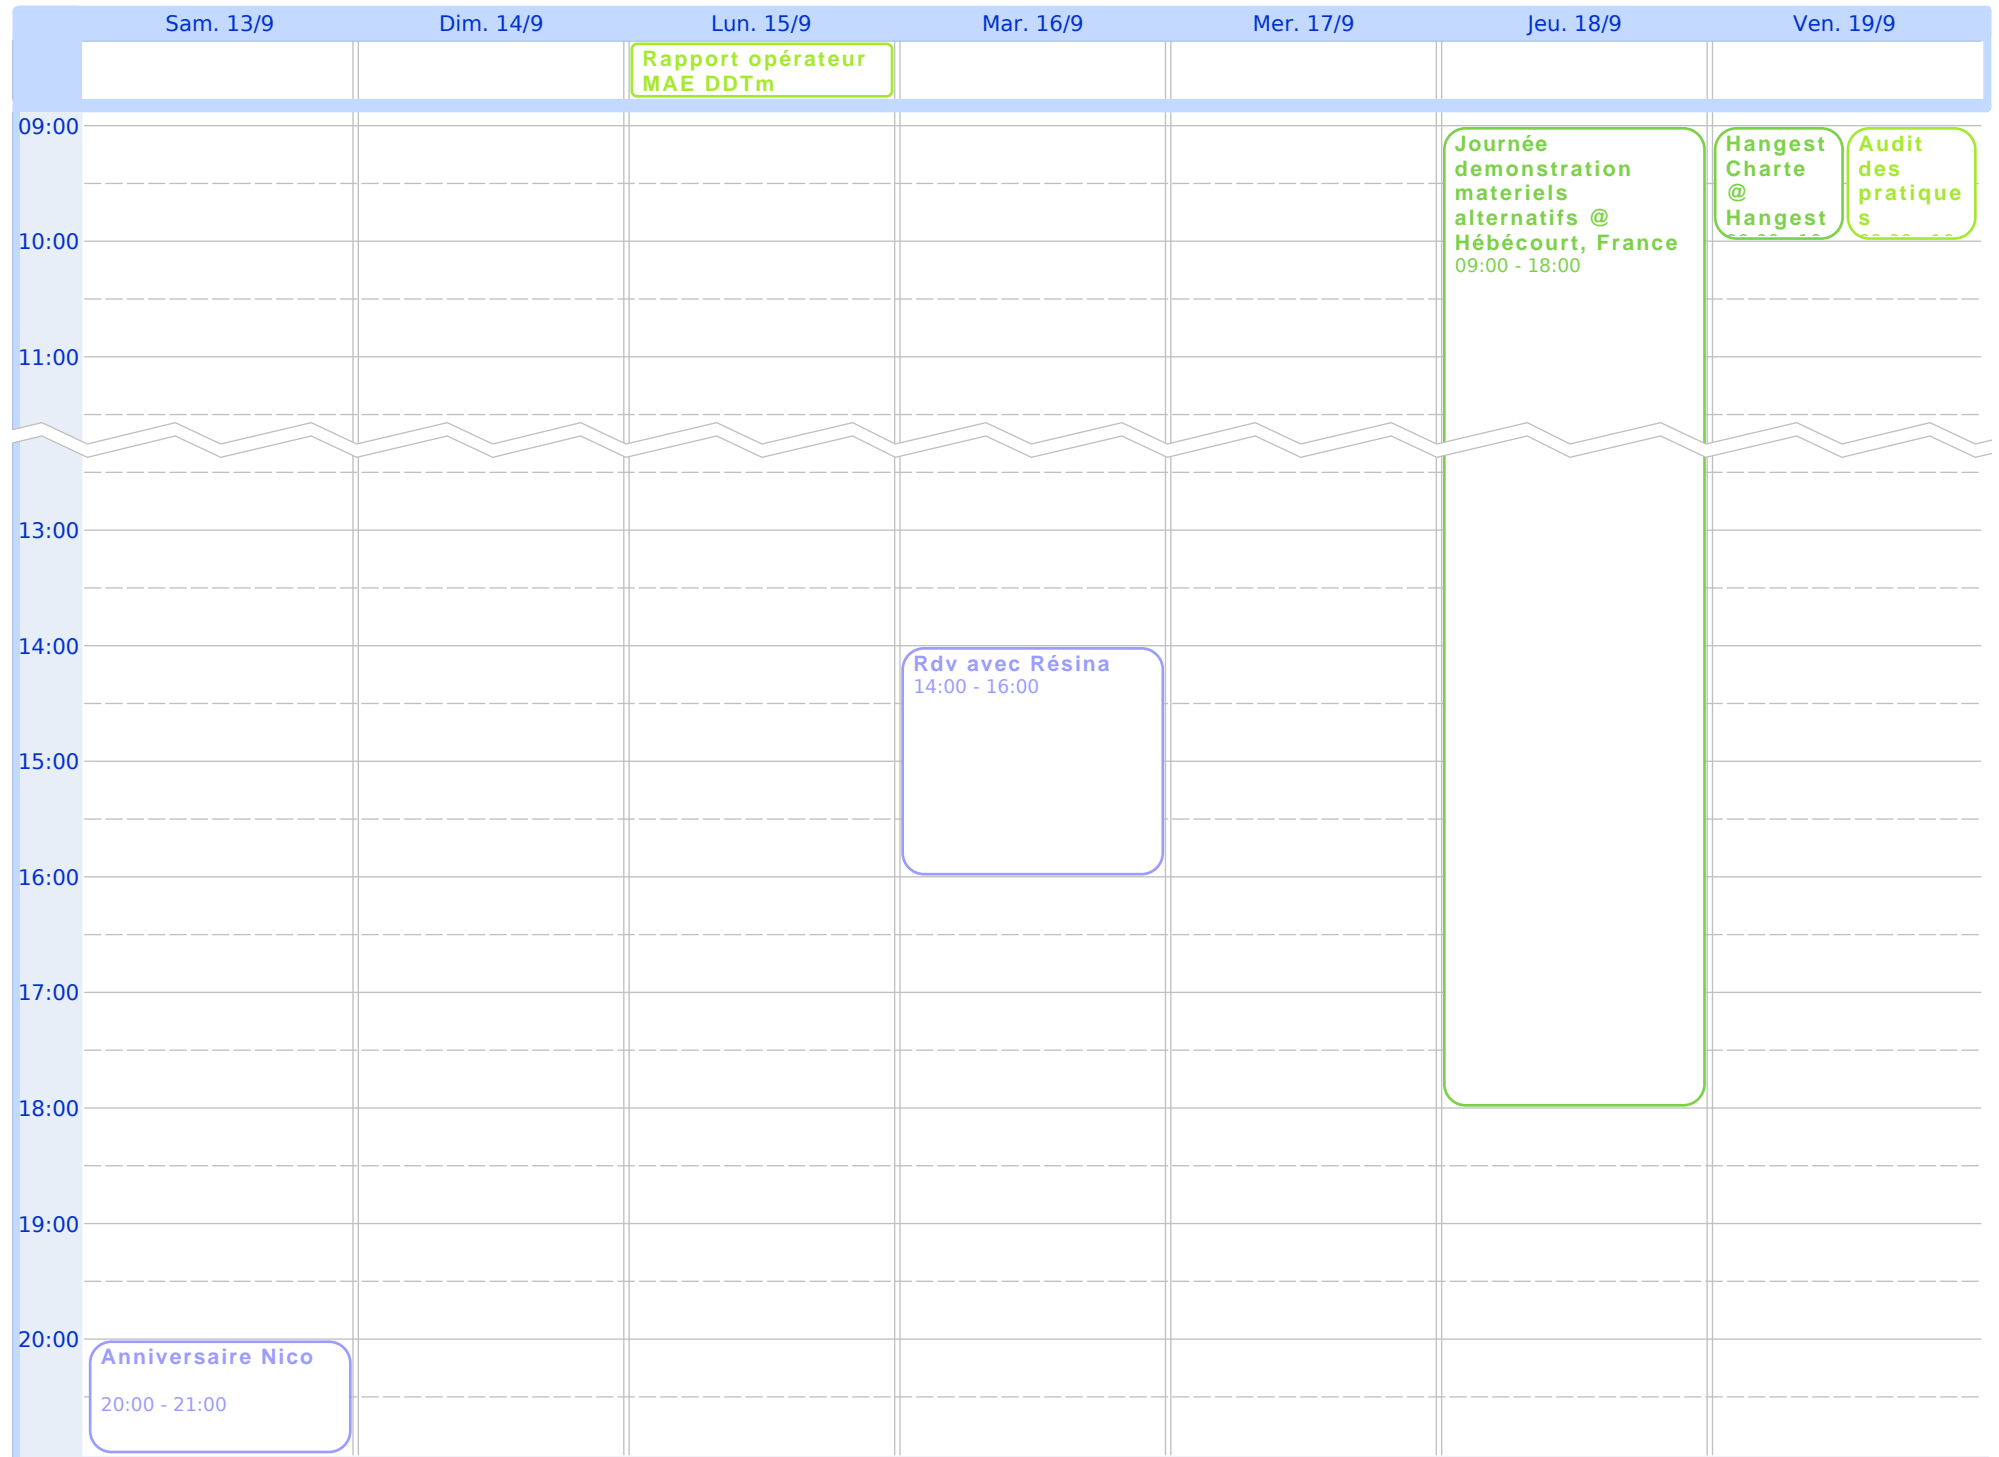 Sam. 13/9
Dim. 14/9
Lun. 15/9
Mar. 16/9
Mer. 17/9
Jeu. 18/9
Ven. 19/9
Rapport opérateur
MAE DDTm
09:00
10:00
11:00
13:00
14:00
15:00
16:00
17:00
18:00
19:00
20:00
Journée
demonstration
materiels
alternatifs @
Hébécourt, France
09:00 - 18:00
Hangest
Charte
@
Hangest
Audit
des
pratique
s
Rdv avec Résina
14:00 - 16:00
Anniversaire Nico
20:00 - 21:00